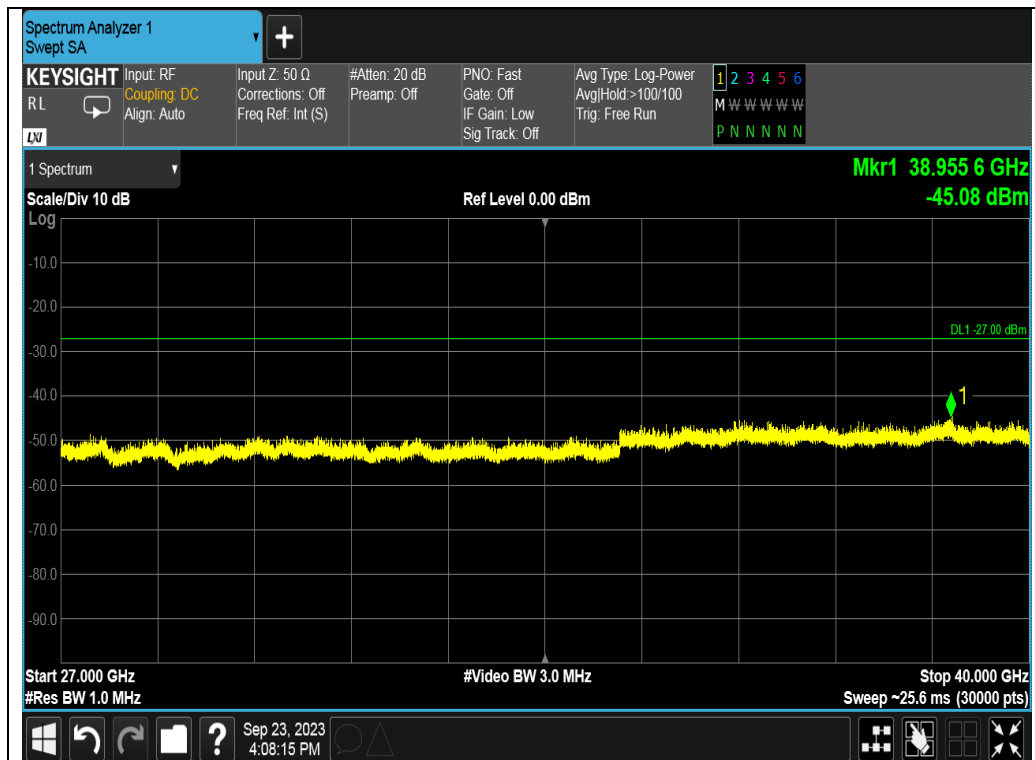 Spectrum Analyzer 1
Swept SA
+
KEYSIGHT
R L
LXI
Input: RF
Coupling: DC
Align: Auto
Input Z: 50 Ω
Corrections: Off
Freq Ref: Int (S)
#Atten: 20 dB
Preamp: Off
PNO: Fast
Gate: Off
IF Gain: Low
Sig Track: Off
Avg Type: Log-Power
Avg|Hold:>100/100
Trig: Free Run
1 2 3 4 5 6
M W W W W W
P N N N N N
1 Spectrum
Mkr1 38.955 6 GHz
-45.08 dBm
Scale/Div 10 dB
Ref Level 0.00 dBm
Log
-10.0
-20.0
DL1 -27.00 dBm
-30.0
-40.0
1
-50.0
-60.0
-70.0
-80.0
-90.0
Start 27.000 GHz
#Video BW 3.0 MHz
Stop 40.000 GHz
#Res BW 1.0 MHz
Sweep ~25.6 ms (30000 pts)
?
Sep 23, 2023
4:08:15 PM